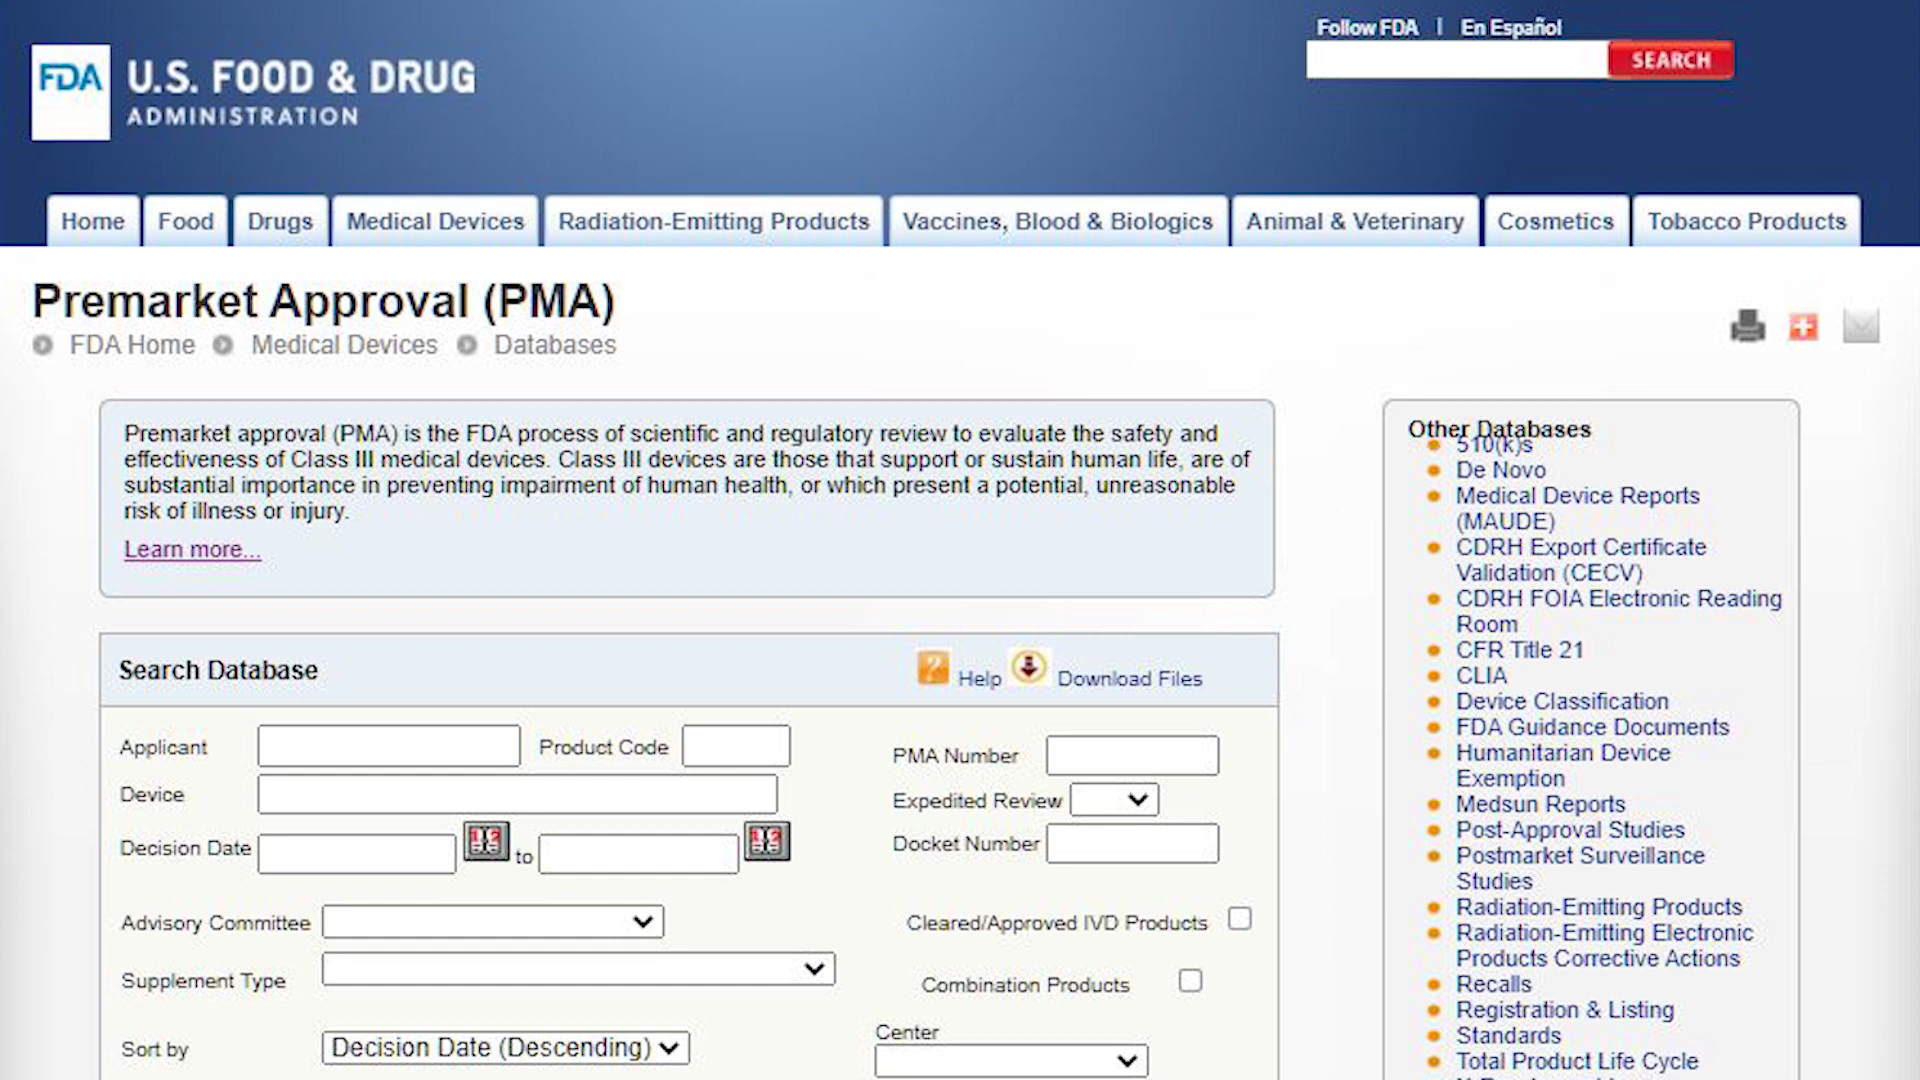 Follow FDA | En Español
SEARCH
FDA U.S. FOOD & DRUG
ADMINISTRATION
Home Food Drugs Medical Devices Radiation-Emitting Products Vaccines, Blood & Biologics Animal & Veterinary Cosmetics Tobacco Products
Premarket Approval (PMA)
FDA Home Medical Devices Databases
Premarket approval (PMA) is the FDA process of scientific and regulatory review to evaluate the safety and
effectiveness of Class III medical devices. Class III devices are those that support or sustain human life, are of
substantial importance in preventing impairment of human health, or which present a potential, unreasonable
risk of illness or injury.
Learn more...
Search Database
Help Download Files
Applicant Product Code
Device
Decision Date to
Advisory Committee
Supplement Type
Sort by Decision Date (Descending)
PMA Number
Expedited Review
Docket Number
Cleared/Approved IVD Products
Combination Products
Center
Other Databases
510(k)s
De Novo
Medical Device Reports
(MAUDE)
CDRH Export Certificate
Validation (CECV)
CDRH FOIA Electronic Reading
Room
CFR Title 21
CLIA
Device Classification
FDA Guidance Documents
Humanitarian Device
Exemption
Medsun Reports
Post-Approval Studies
Postmarket Surveillance
Studies
Radiation-Emitting Products
Radiation-Emitting Electronic
Products Corrective Actions
Recalls
Registration & Listing
Standards
Total Product Life Cycle